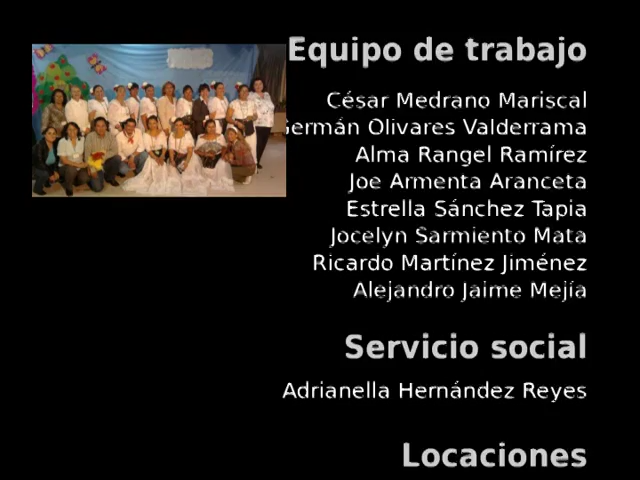 Equipo de trabajo
César Medrano Mariscal
Germán Olivares Valderrama
Alma Rangel Ramírez
Joe Armenta Aranceta
Estrella Sánchez Tapia
Jocelyn Sarmiento Mata
Ricardo Martínez Jiménez
Alejandro Jaime Mejía
Servicio social
Adrianella Hernández Reyes
Locaciones